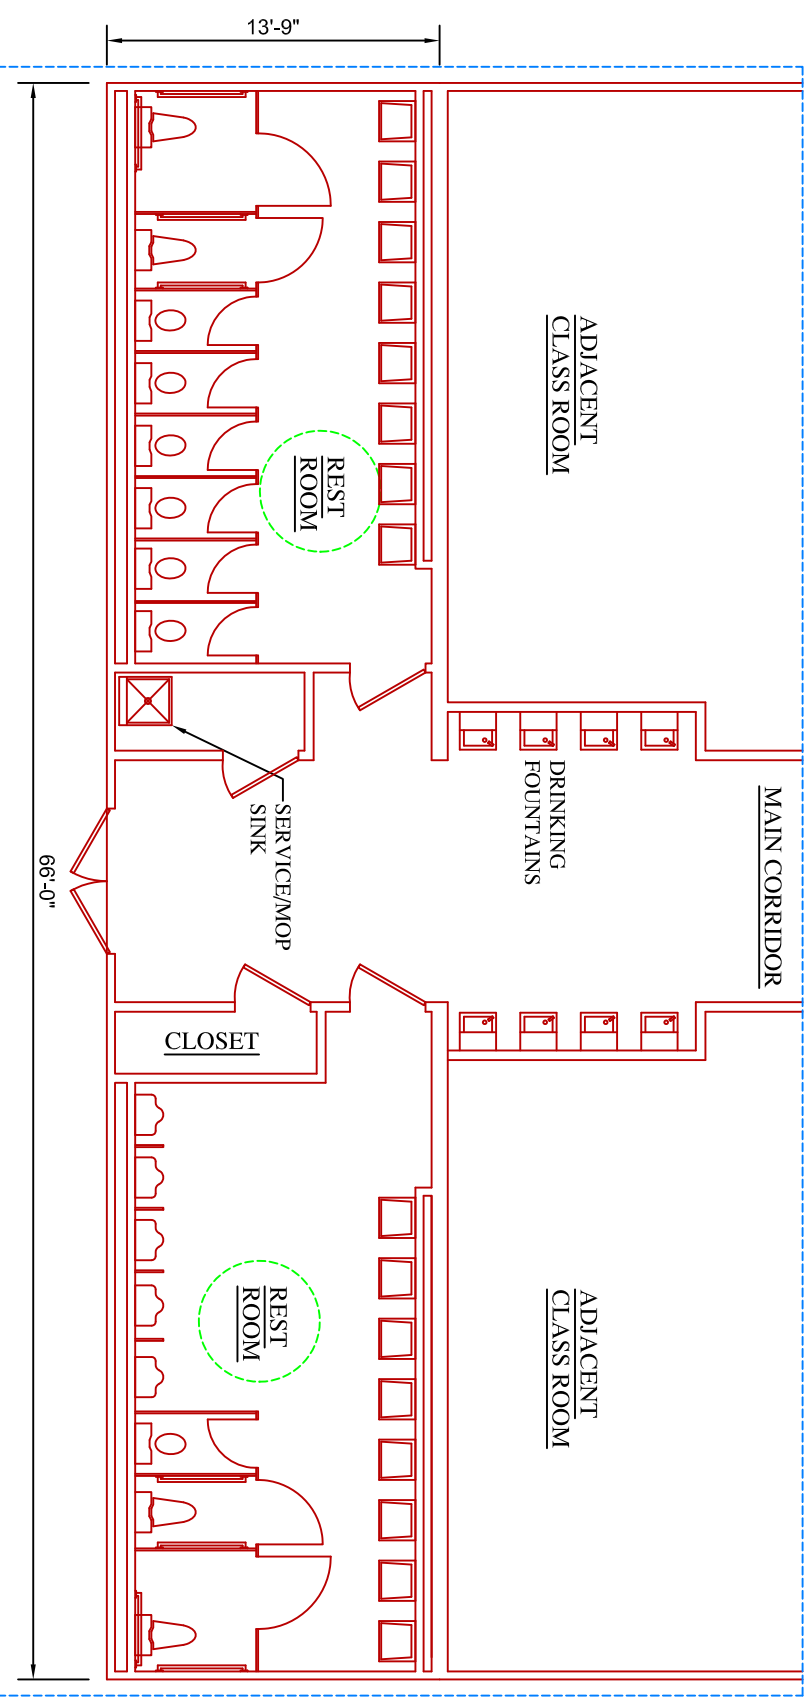 13'-9"
ADJACENT
CLASS ROOM
REST
ROOM
DRINKING
FOUNTAINS
MAIN CORRIDOR
SERVICE/MOP
SINK
66'-0"
CLOSET
REST
ROOM
ADJACENT
CLASS ROOM